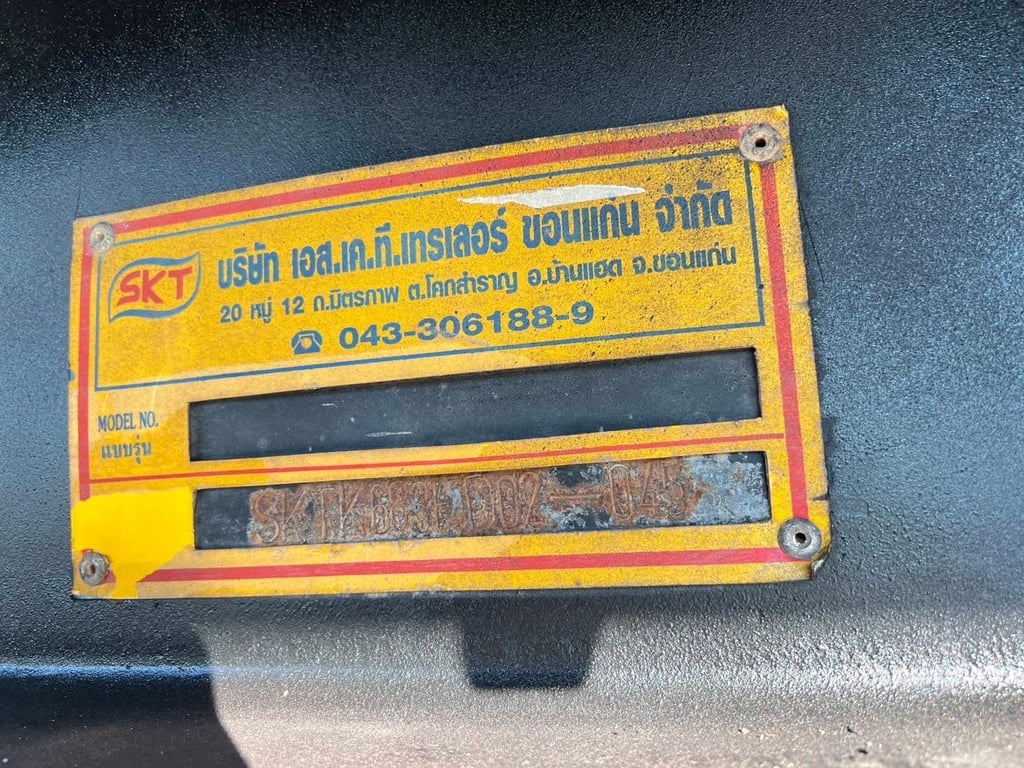 SKT
บริษัท เอส.เค.ที.เทรลเลอร์ ขอนแก่น จำกัด
20 หมู่ 12 ถ.มิตรภาพ ต.โคกสำราญ อ.บ้านแฮด จ.ขอนแก่น
☎ 043-306188-9
MODEL NO.
แบบรุ่น